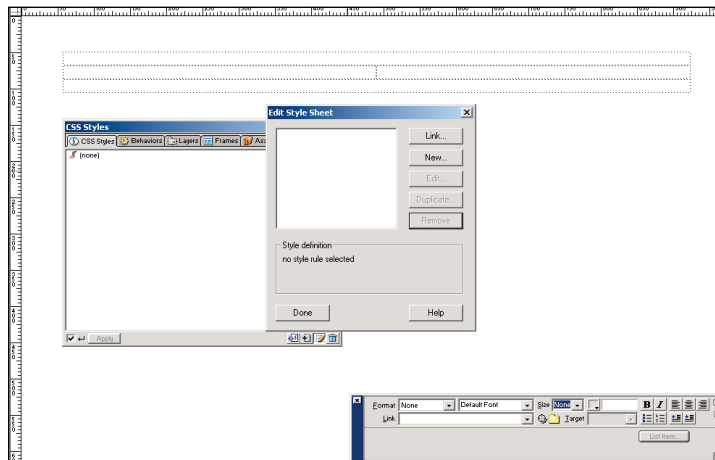 Edit Style Sheet
CSS Styles
CSS Styles Behaviors Layers Frames Ass
(none)
Link...
New...
Edit...
Duplicate...
Remove
Style definition
no style rule selected
Done
Help
Apply
Format None Default Font Size None B I
Link Target
List Item...